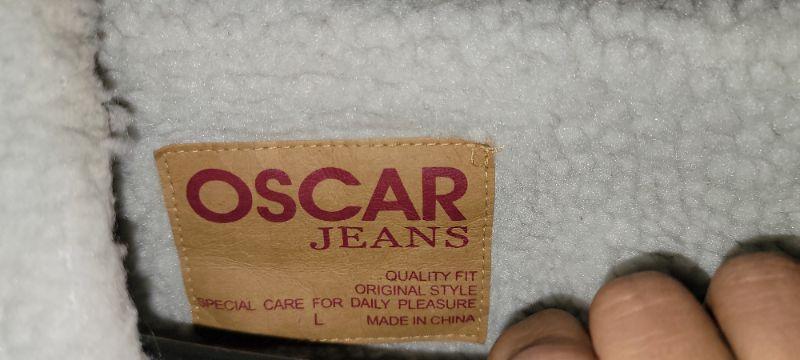 OSCAR
JEANS
QUALITY FIT
ORIGINAL STYLE
SPECIAL CARE FOR DAILY PLEASURE
L MADE IN CHINA